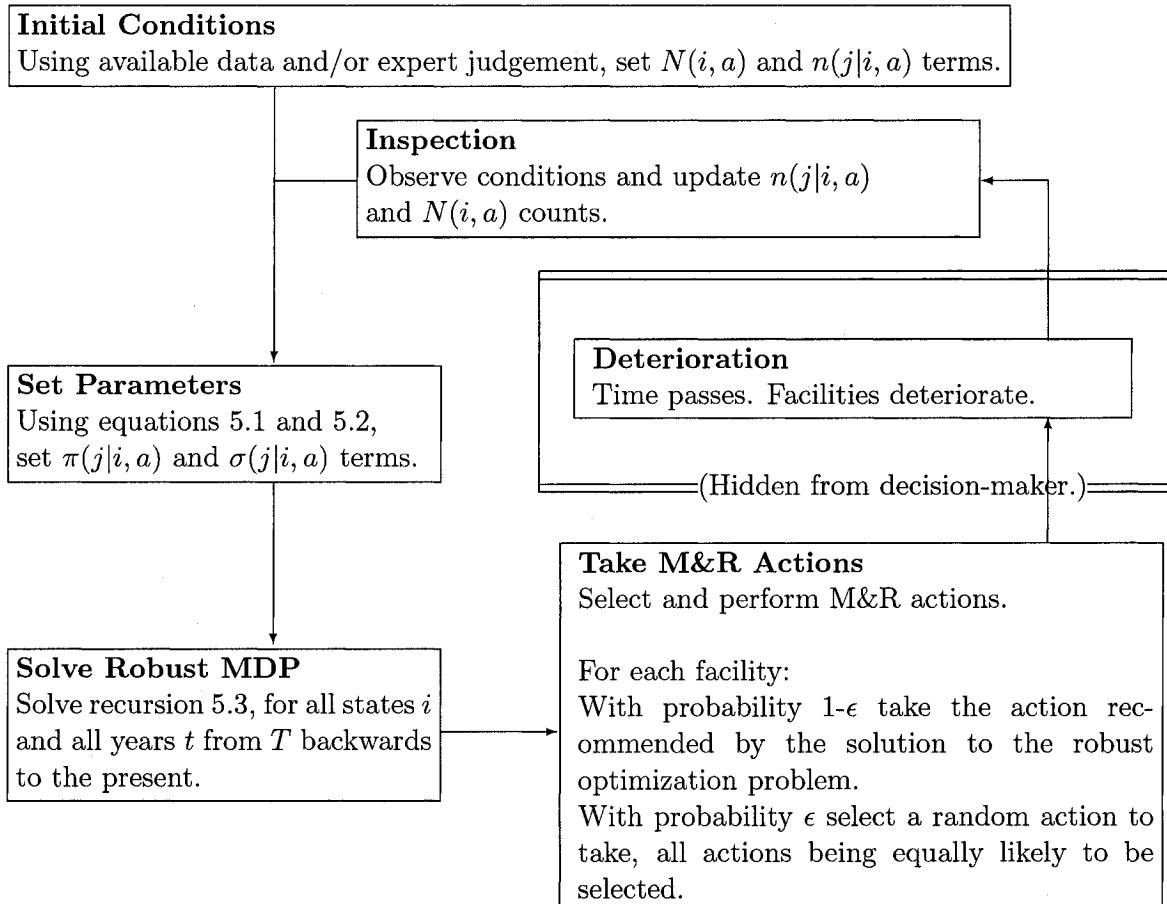 Initial Conditions
Using available data and/or expert judgement, set N(i, a) and n(j|i, a) terms.
Inspection
Observe conditions and update n(j|i, a)
and N(i, a) counts.
Deterioration
Time passes. Facilities deteriorate.
(Hidden from decision-maker.)
Set Parameters
Using equations 5.1 and 5.2,
set π(j|i, a) and σ(j|i, a) terms.
Solve Robust MDP
Solve recursion 5.3, for all states i
and all years t from T backwards
to the present.
Take M&R Actions
Select and perform M&R actions.
For each facility:
With probability 1-ϵ take the action rec-
ommended by the solution to the robust
optimization problem.
With probability ϵ select a random action to
take, all actions being equally likely to be
selected.